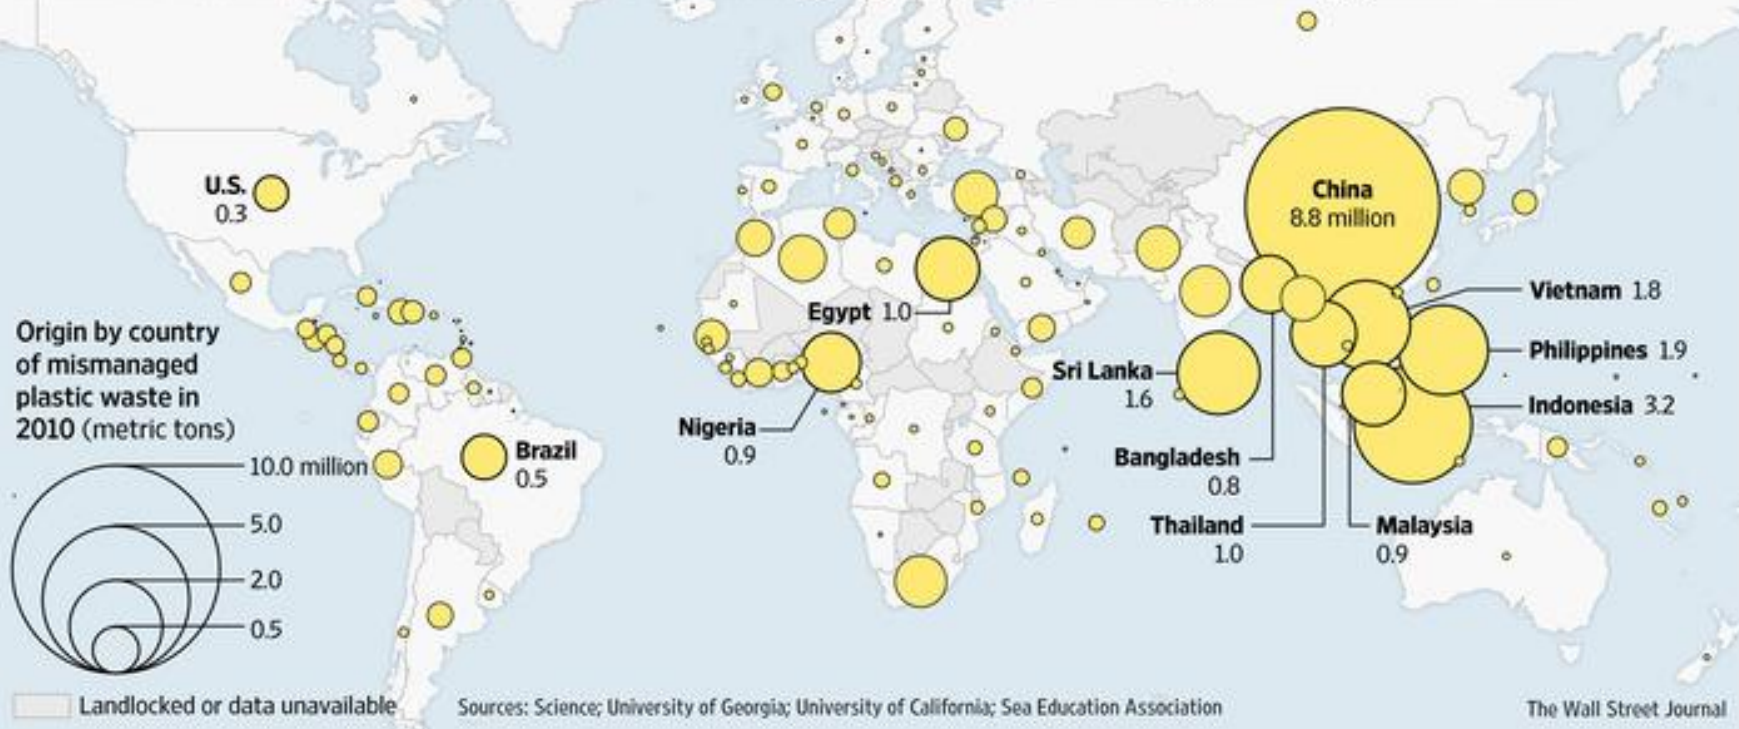 U.S.
0.3
China
8.8 million
Egypt 1.0
Vietnam 1.8
Philippines 1.9
Indonesia 3.2
Sri Lanka
1.6
Nigeria
0.9
Brazil
0.5
Bangladesh
0.8
Thailand
1.0
Malaysia
0.9
Origin by country
of mismanaged
plastic waste in
2010 (metric tons)
10.0 million
5.0
2.0
0.5
Landlocked or data unavailable
Sources: Science; University of Georgia; University of California; Sea Education Association
The Wall Street Journal